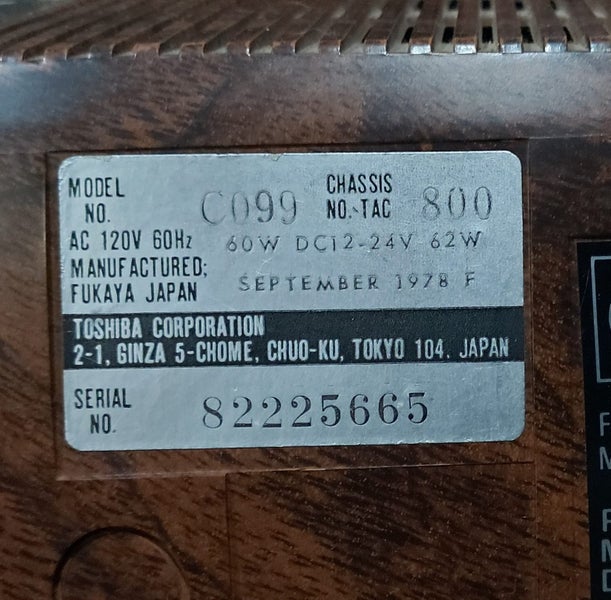 MODEL NO. C099 CHASSIS NO. TAC 800
AC 120V 60Hz 60W DC12-24V 62W
MANUFACTURED; SEPTEMBER 1978 F
FUKAYA JAPAN
TOSHIBA CORPORATION
2-1, GINZA 5-CHOME, CHUO-KU, TOKYO 104. JAPAN
SERIAL NO. 82225665
F
M